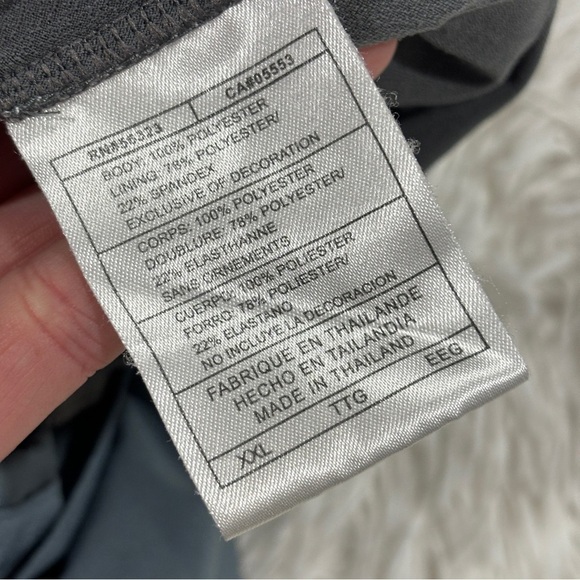 RN#56323 CA#05553
BODY: 100% POLYESTER
LINING: 78% POLYESTER/
22% SPANDEX
EXCLUSIVE OF DECORATION
CORPS: 100% POLYESTER
DOUBLURE: 78% POLYESTER/
22% ELASTHANNE
SANS ORNEMENTS
CUERPO: 100% POLIESTER
FORRO: 78% POLIESTER/
22% ELASTANO
NO INCLUYE LA DECORACION
FABRIQUE EN THAILANDE
HECHO EN TAILANDIA
MADE IN THAILAND
XXL TTG EEG